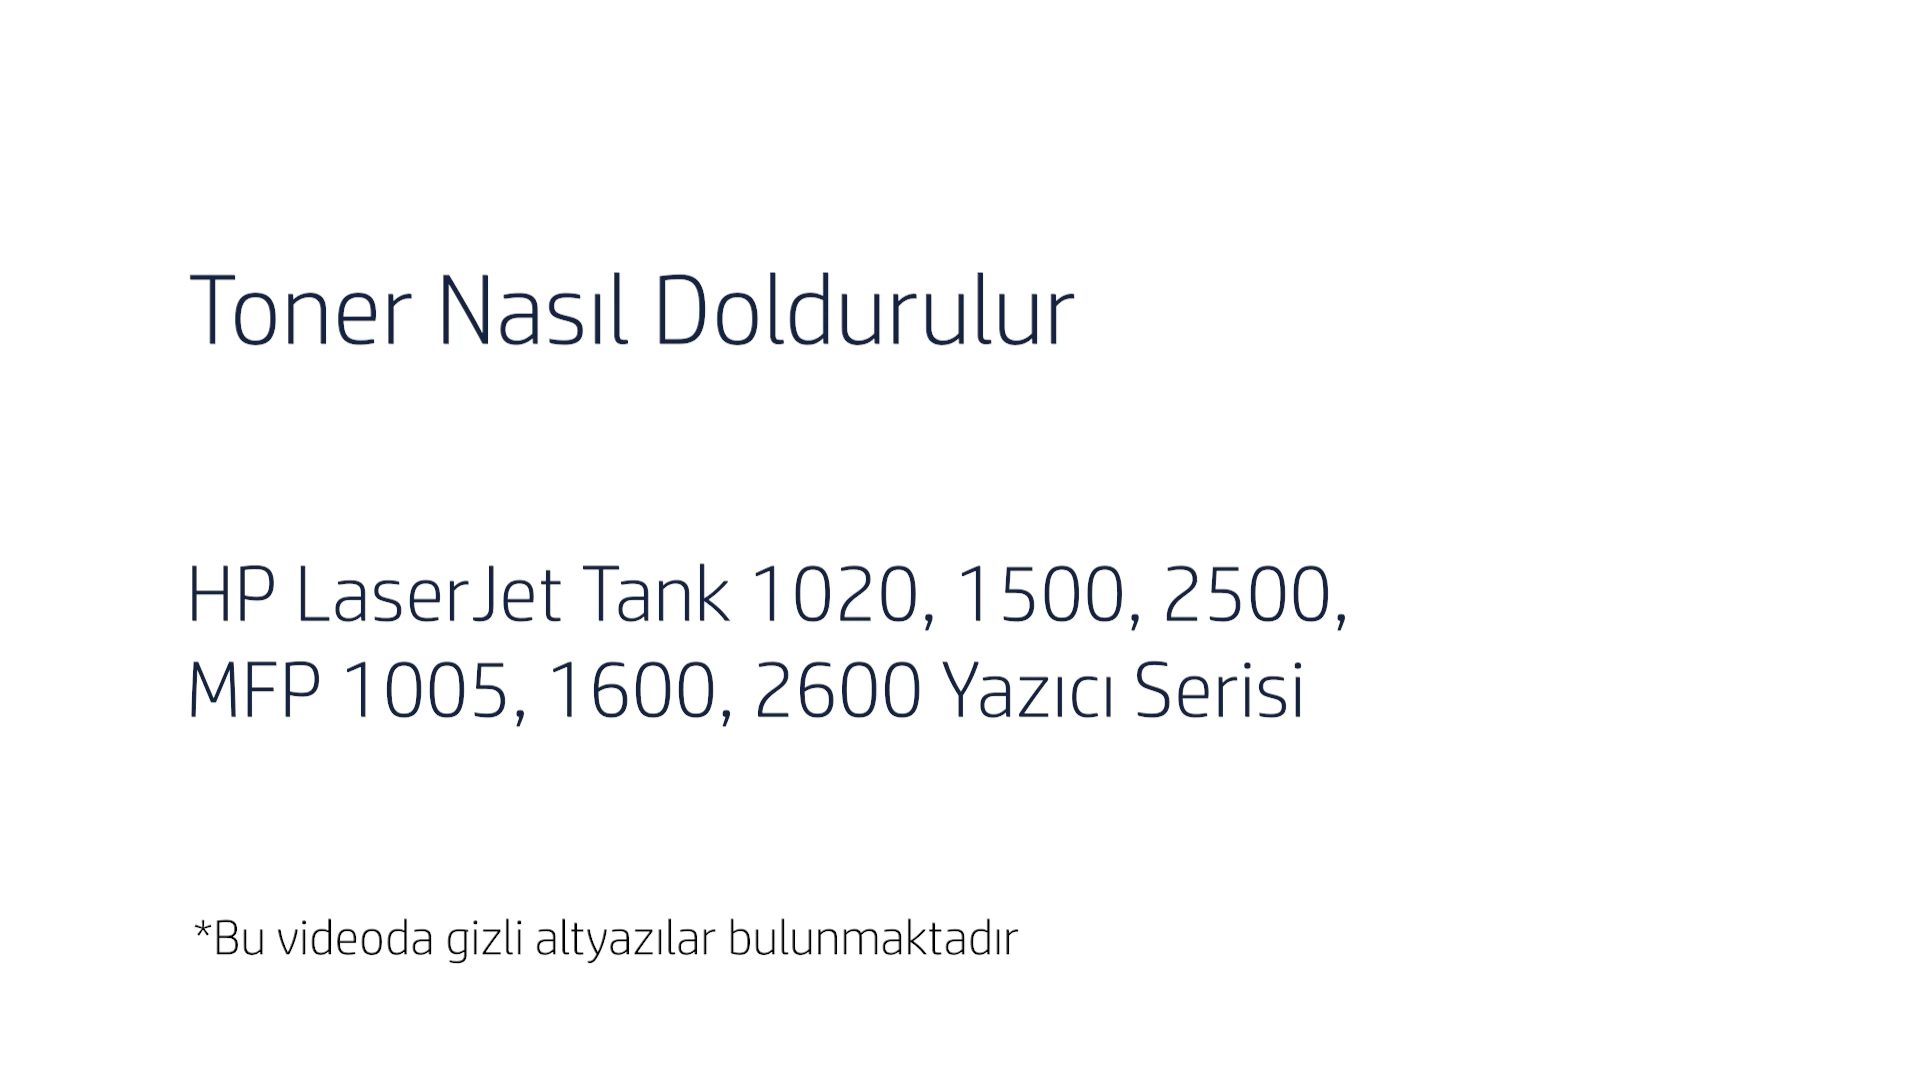 Toner Nasıl Doldurulur
HP LaserJet Tank 1020, 1500, 2500,
MFP 1005, 1600, 2600 Yazıcı Serisi
*Bu videoda gizli altyazılar bulunmaktadır